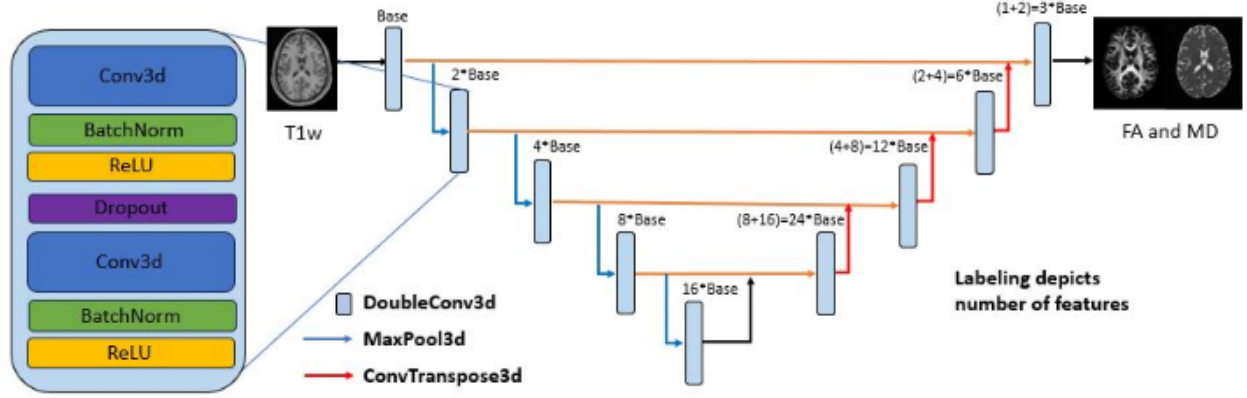 Conv3d
BatchNorm
ReLU
Dropout
Conv3d
BatchNorm
ReLU
T1w
Base
2*Base
4*Base
8*Base
16*Base
(8+16)=24*Base
(4+8)=12*Base
(2+4)=6*Base
(1+2)=3*Base
FA and MD
DoubleConv3d
MaxPool3d
ConvTranspose3d
Labeling depicts
number of features